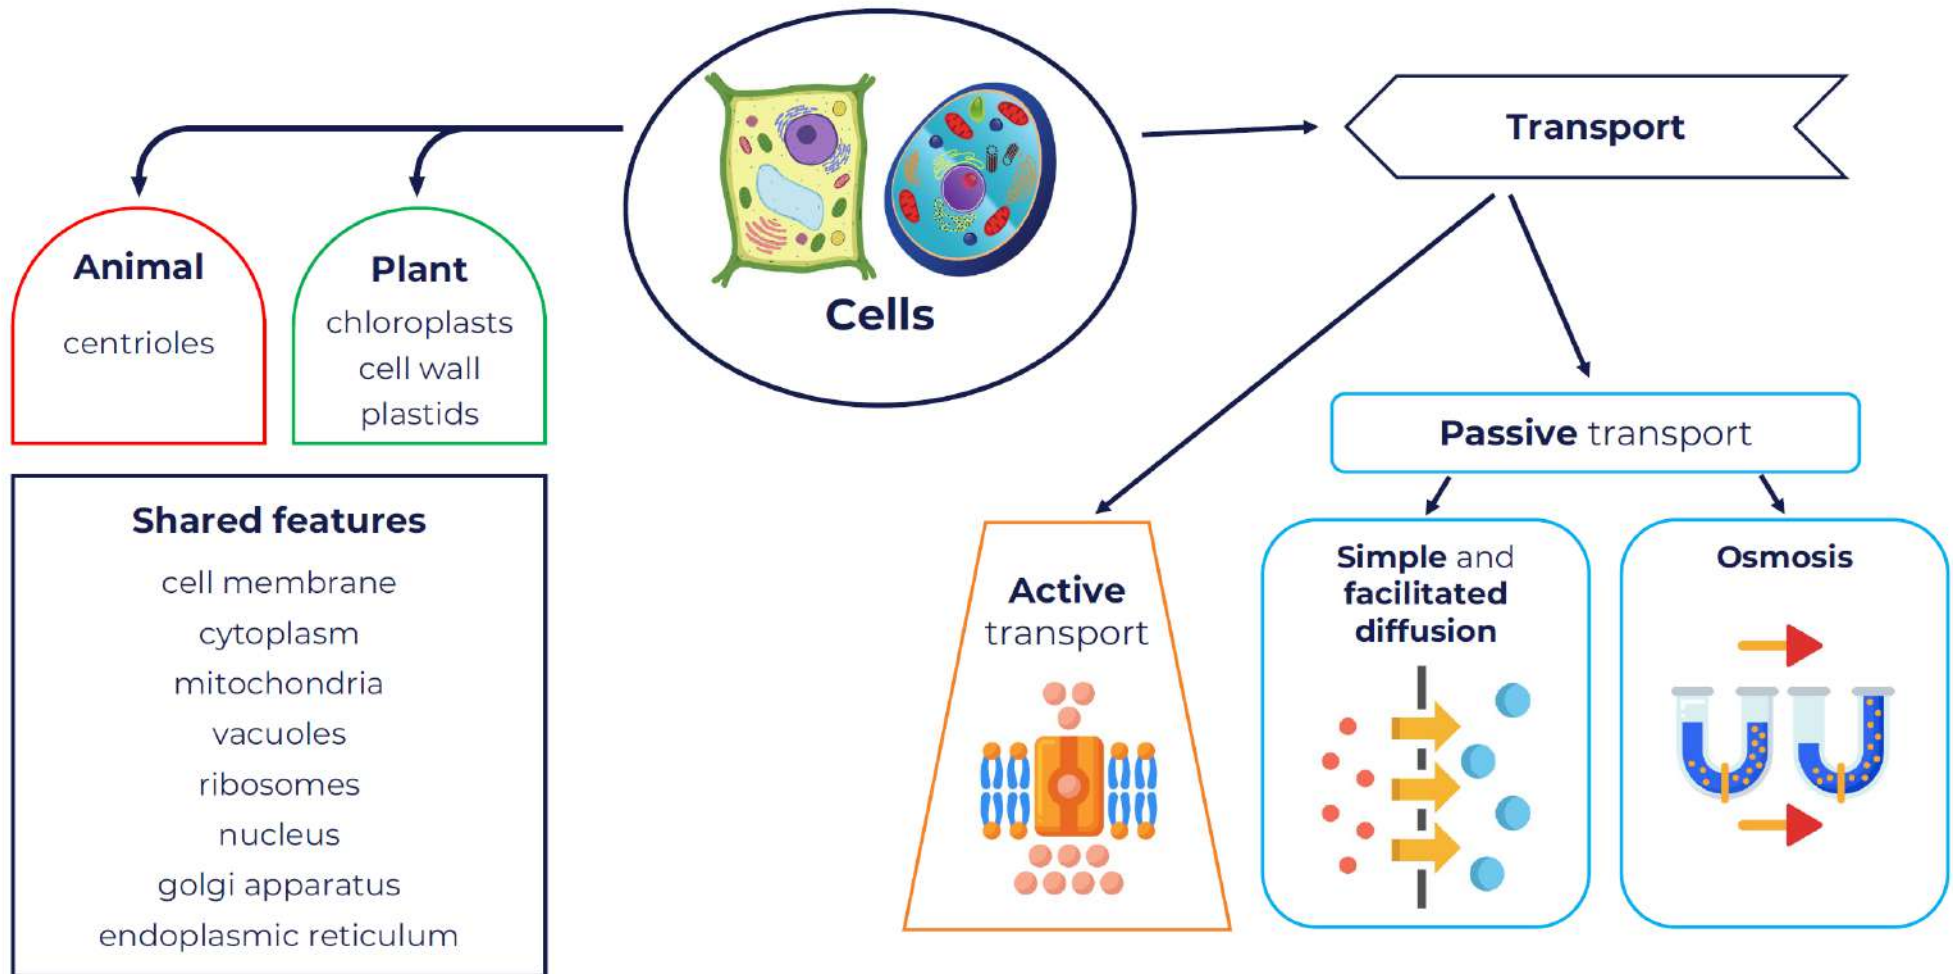 Cells
Animal
centrioles
Plant
chloroplasts
cell wall
plastids
Shared features
cell membrane
cytoplasm
mitochondria
vacuoles
ribosomes
nucleus
golgi apparatus
endoplasmic reticulum
Transport
Active
transport
Passive transport
Simple and
facilitated
diffusion
Osmosis